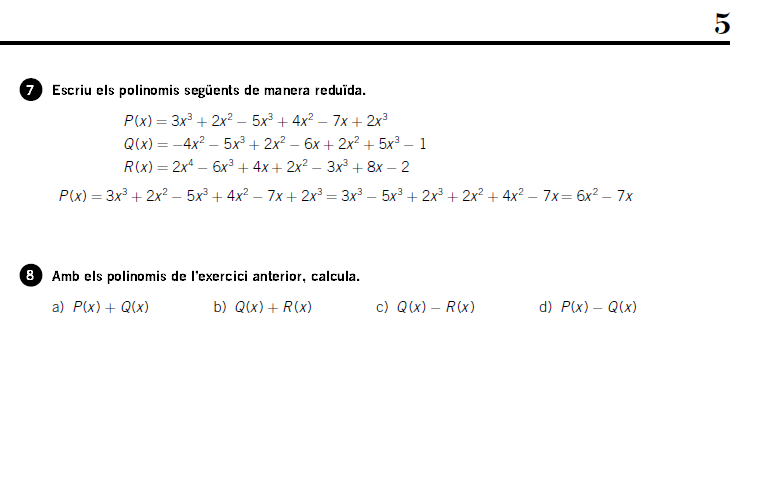 5
7 Escriu els polinomis següents de manera reduïda.
P(x) = 3x³ + 2x² – 5x³ + 4x² – 7x + 2x³
Q(x) = –4x² – 5x³ + 2x² – 6x + 2x² + 5x³ – 1
R(x) = 2x⁴ – 6x³ + 4x + 2x² – 3x³ + 8x – 2
P(x) = 3x³ + 2x² – 5x³ + 4x² – 7x + 2x³ = 3x³ – 5x³ + 2x³ + 2x² + 4x² – 7x = 6x² – 7x
8 Amb els polinomis de l'exercici anterior, calcula.
a) P(x) + Q(x) b) Q(x) + R(x) c) Q(x) – R(x) d) P(x) – Q(x)